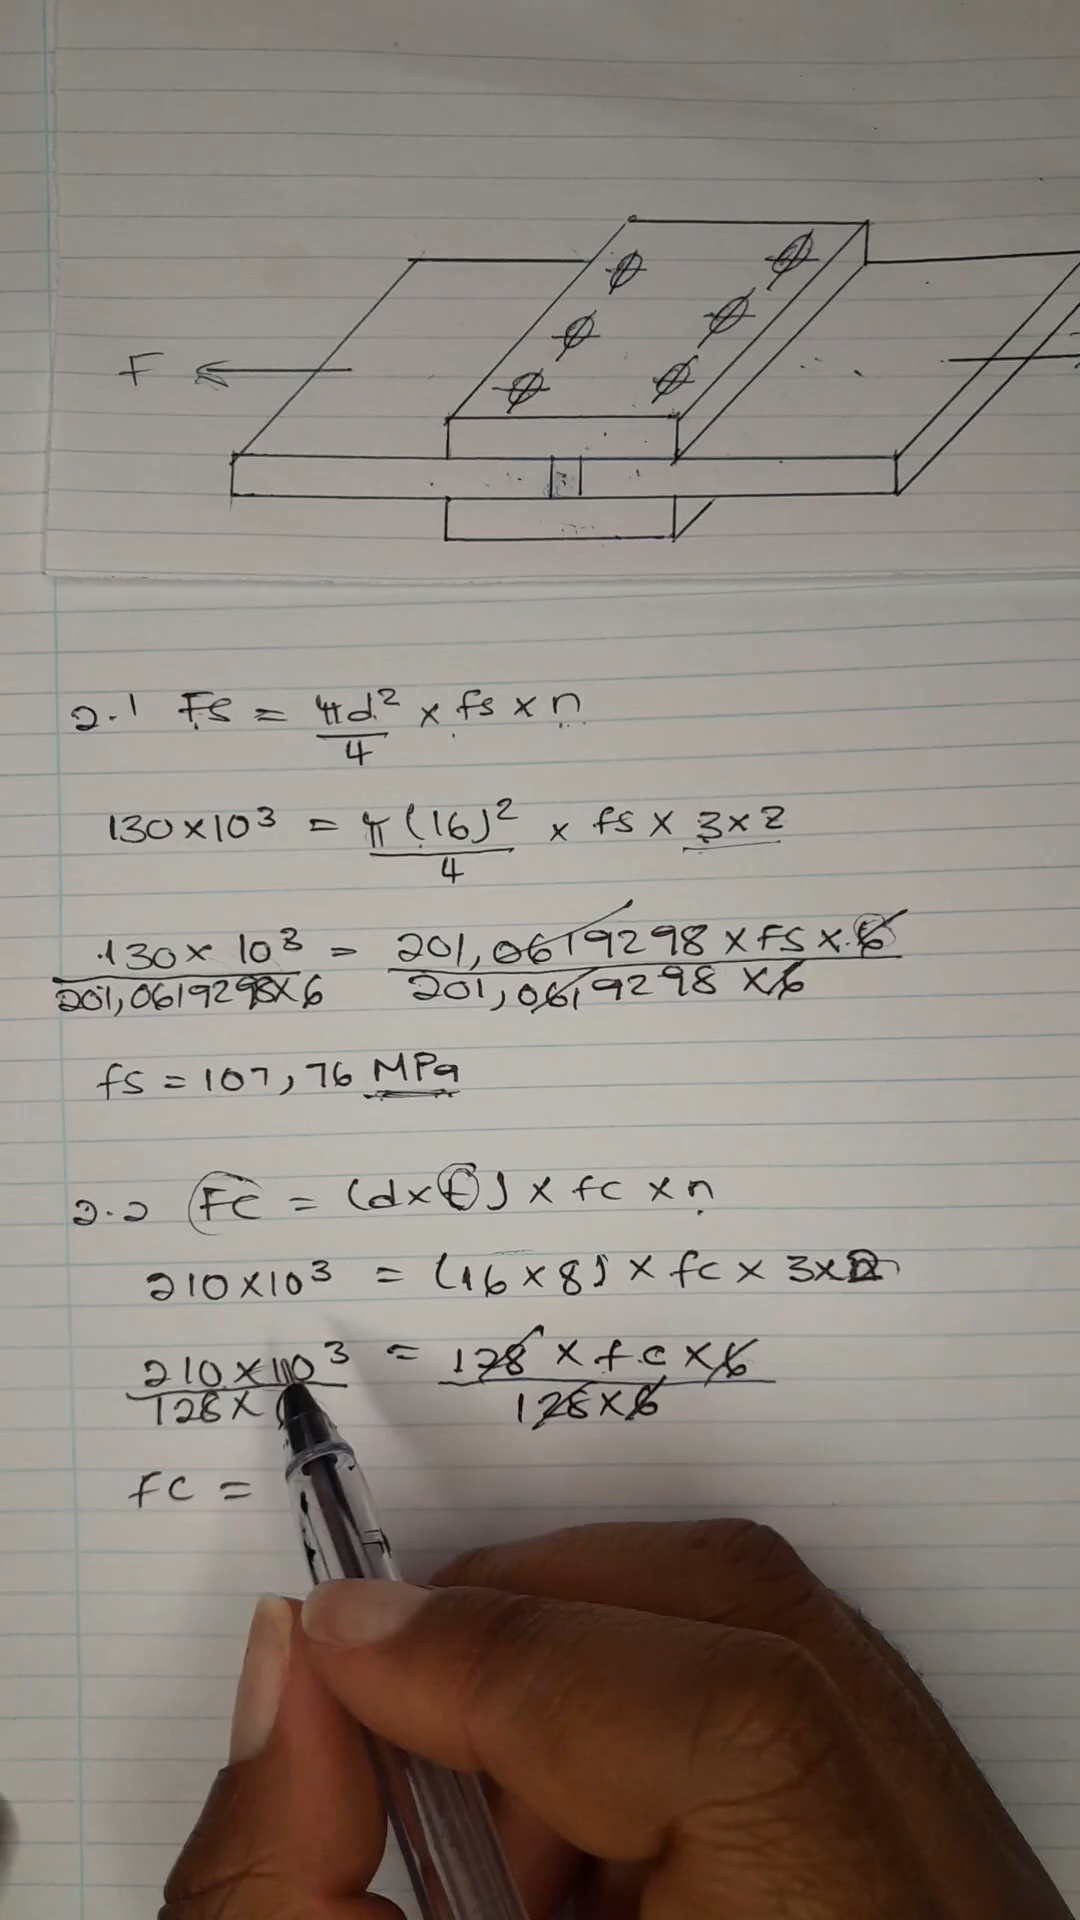 F
2.1 Fs = πd² × fs × n
4
130×10³ = π(16)² × fs × 3×2
4
130× 10³ = 201,0619298 × fs × 6
201,0619298×6 201,0619298 ×6
fs = 107,76 MPa
2.2 Fc = (d×t) × fc × n
210×10³ = (16 × 8) × fc × 3×2
210×10³ = 128 × fc × 6
128× 128×6
fc =